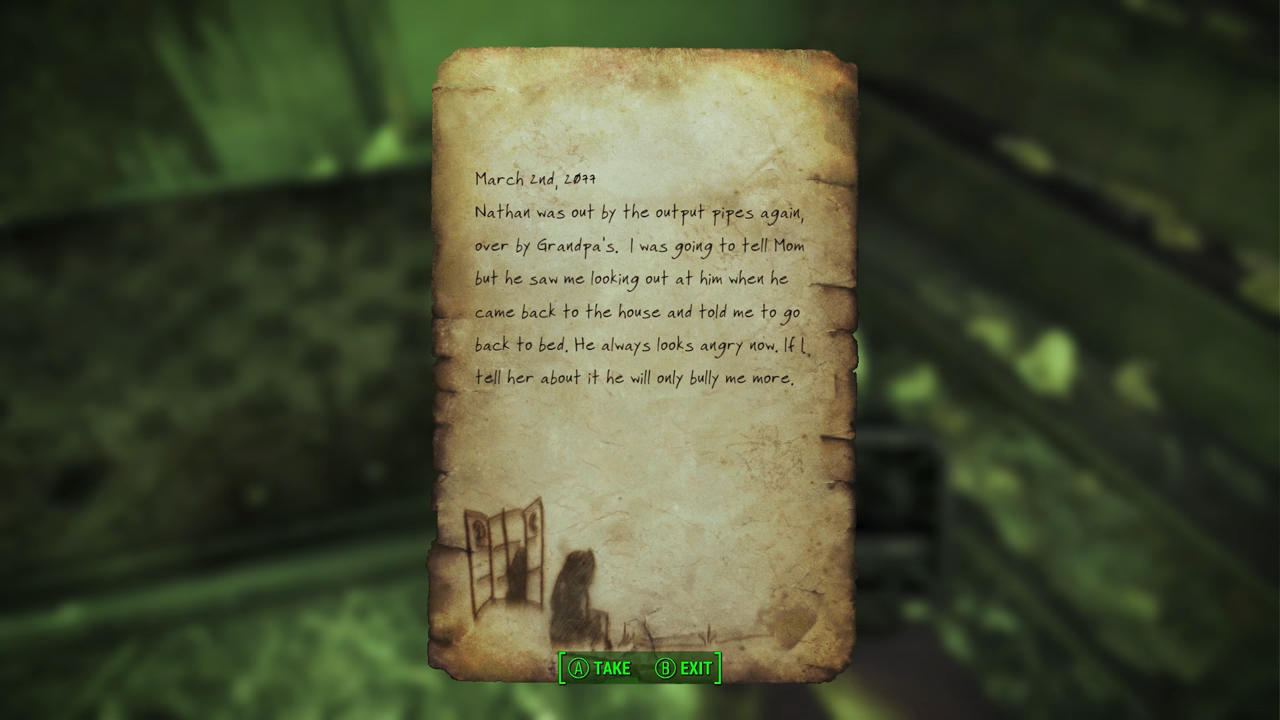 March 2nd, 2077
Nathan was out by the output pipes again,
over by Grandpa's. I was going to tell Mom
but he saw me looking out at him when he
came back to the house and told me to go
back to bed. He always looks angry now. If I
tell her about it he will only bully me more.
A TAKE B EXIT